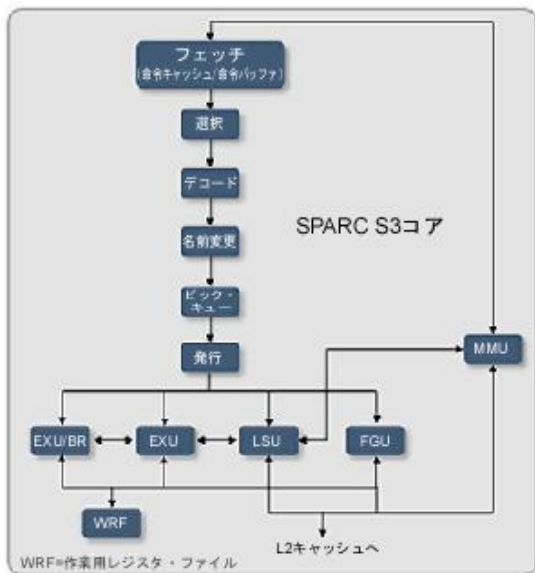 フェッチ
(命令キャッシュ/命令バッファ)
選択
デコード
SPARC S3コア
名前変更
ピック・
キュー
発行
MMU
EXU/BR
EXU
LSU
FGU
WRF
L2キャッシュへ
WRF=作業用レジスタ・ファイル